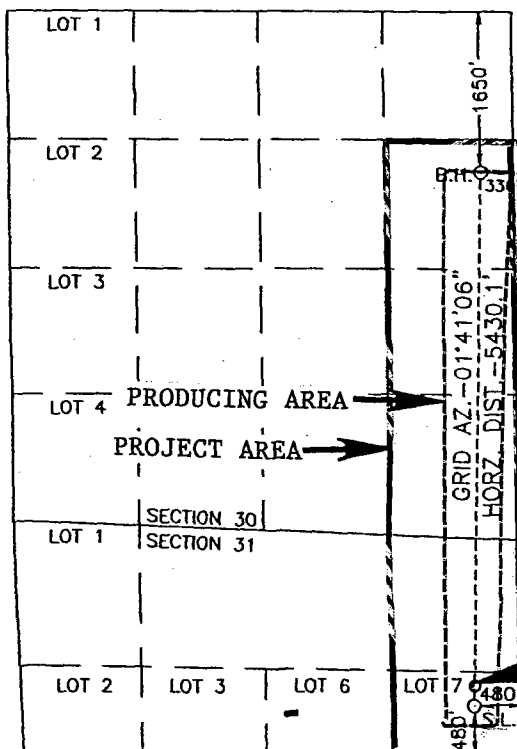 LOT 1
1650'
LOT 2
B.H.
330
LOT 3
GRID AZ.-01°41'06"
HORZ. DIST.-5430.1'
LOT 4
PRODUCING AREA
PROJECT AREA
SECTION 30
LOT 1
SECTION 31
LOT 2
LOT 3
LOT 6
LOT 7
480
S.L.
480'